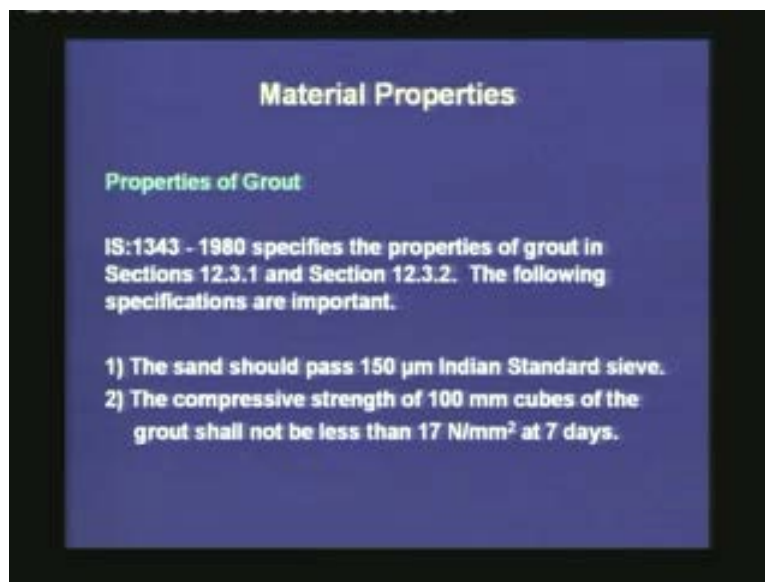 Material Properties
Properties of Grout
IS:1343 - 1980 specifies the properties of grout in
Sections 12.3.1 and Section 12.3.2. The following
specifications are important.
1) The sand should pass 150 µm Indian Standard sieve.
2) The compressive strength of 100 mm cubes of the
grout shall not be less than 17 N/mm² at 7 days.